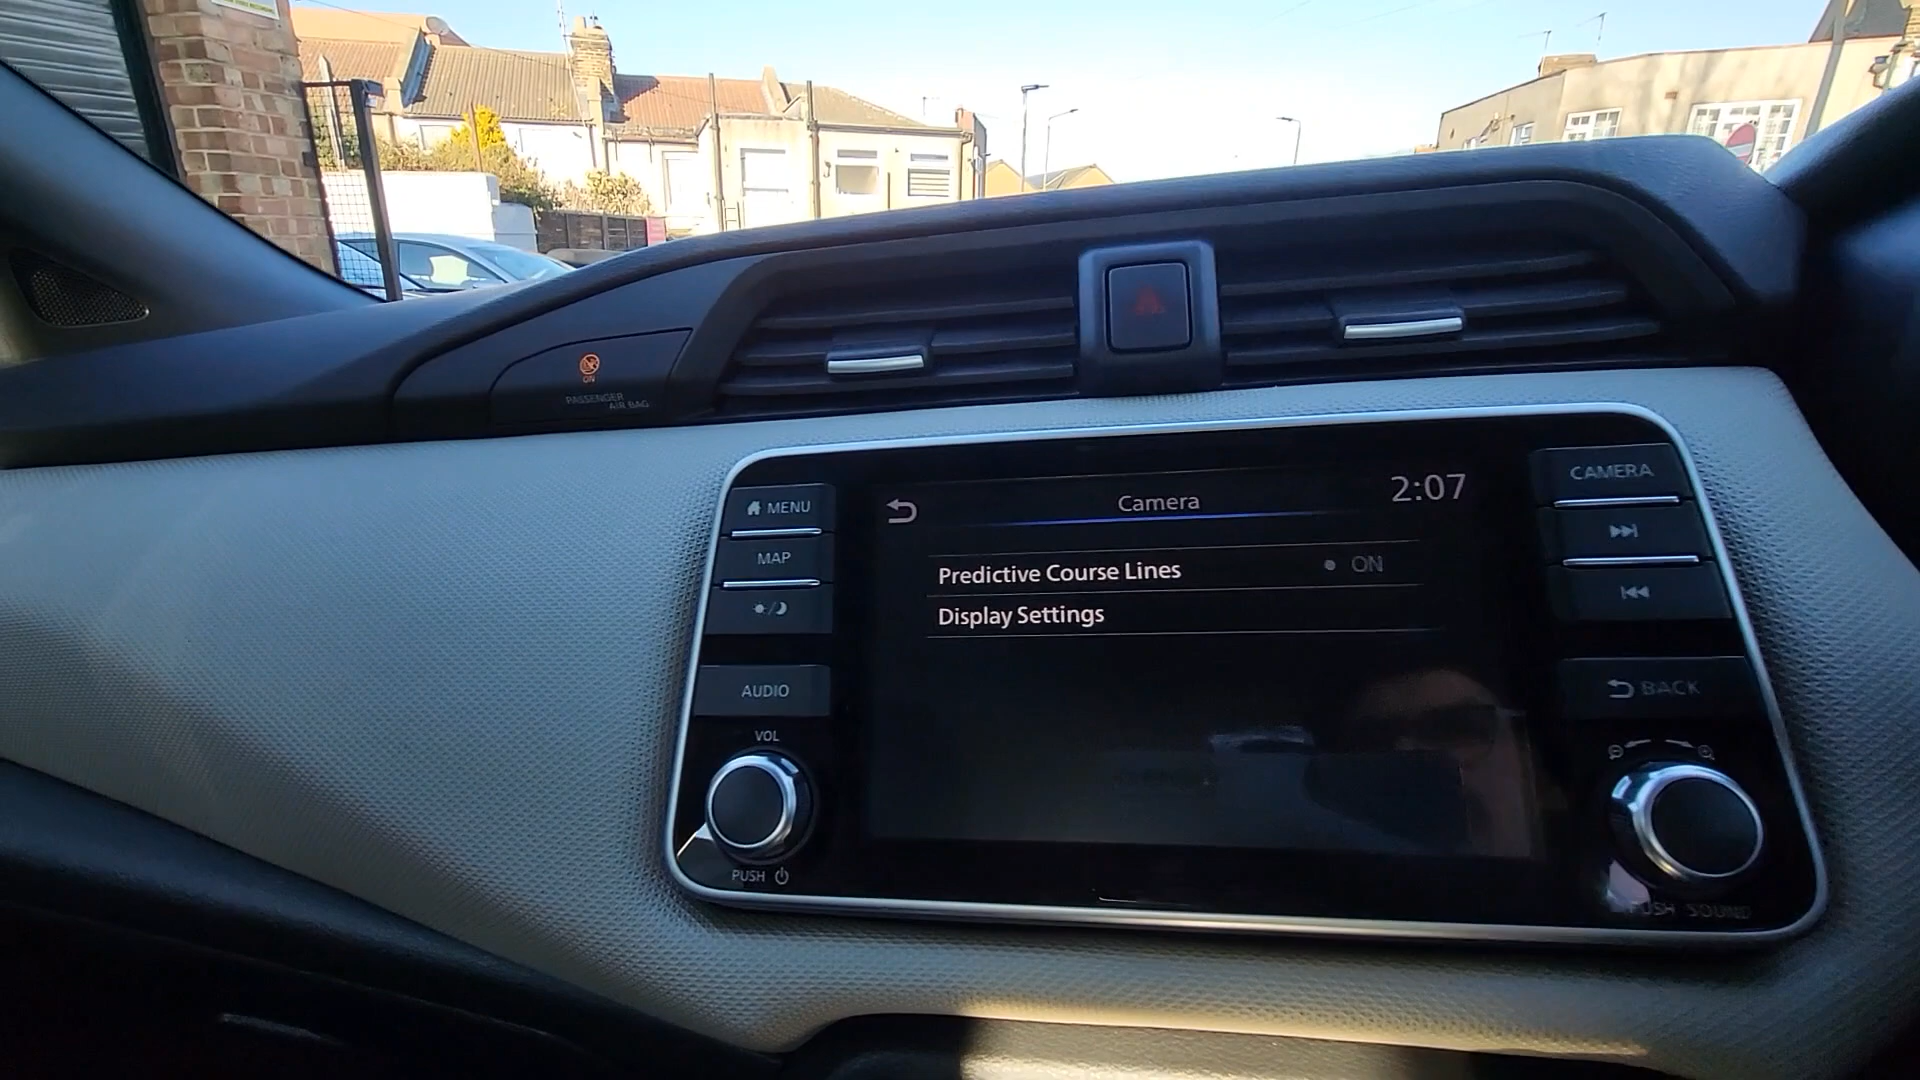 ON
PASSENGER
AIR BAG
MENU
MAP
AUDIO
VOL
PUSH
Camera
2:07
Predictive Course Lines
ON
Display Settings
CAMERA
BACK
PUSH SOUND